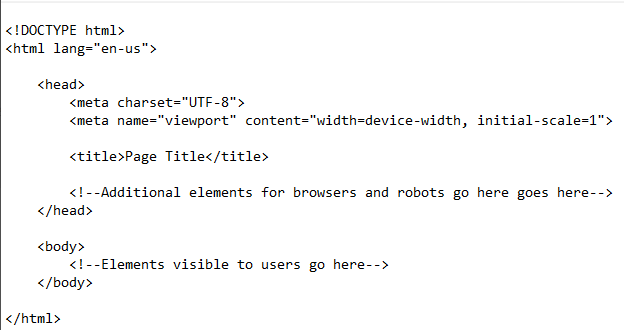 <!DOCTYPE html>
<html lang="en-us">
<head>
<meta charset="UTF-8">
<meta name="viewport" content="width=device-width, initial-scale=1">
<title>Page Title</title>
<!--Additional elements for browsers and robots go here goes here-->
</head>
<body>
<!--Elements visible to users go here-->
</body>
</html>